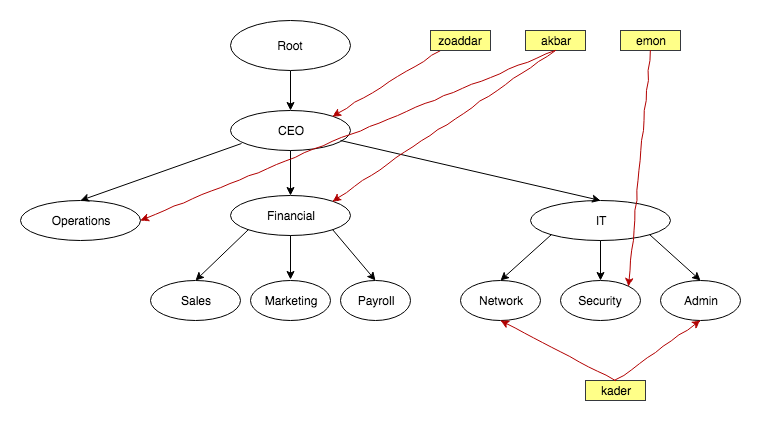 Root
zoaddar
akbar
emon
CEO
Operations
Financial
IT
Sales
Marketing
Payroll
Network
Security
Admin
kader